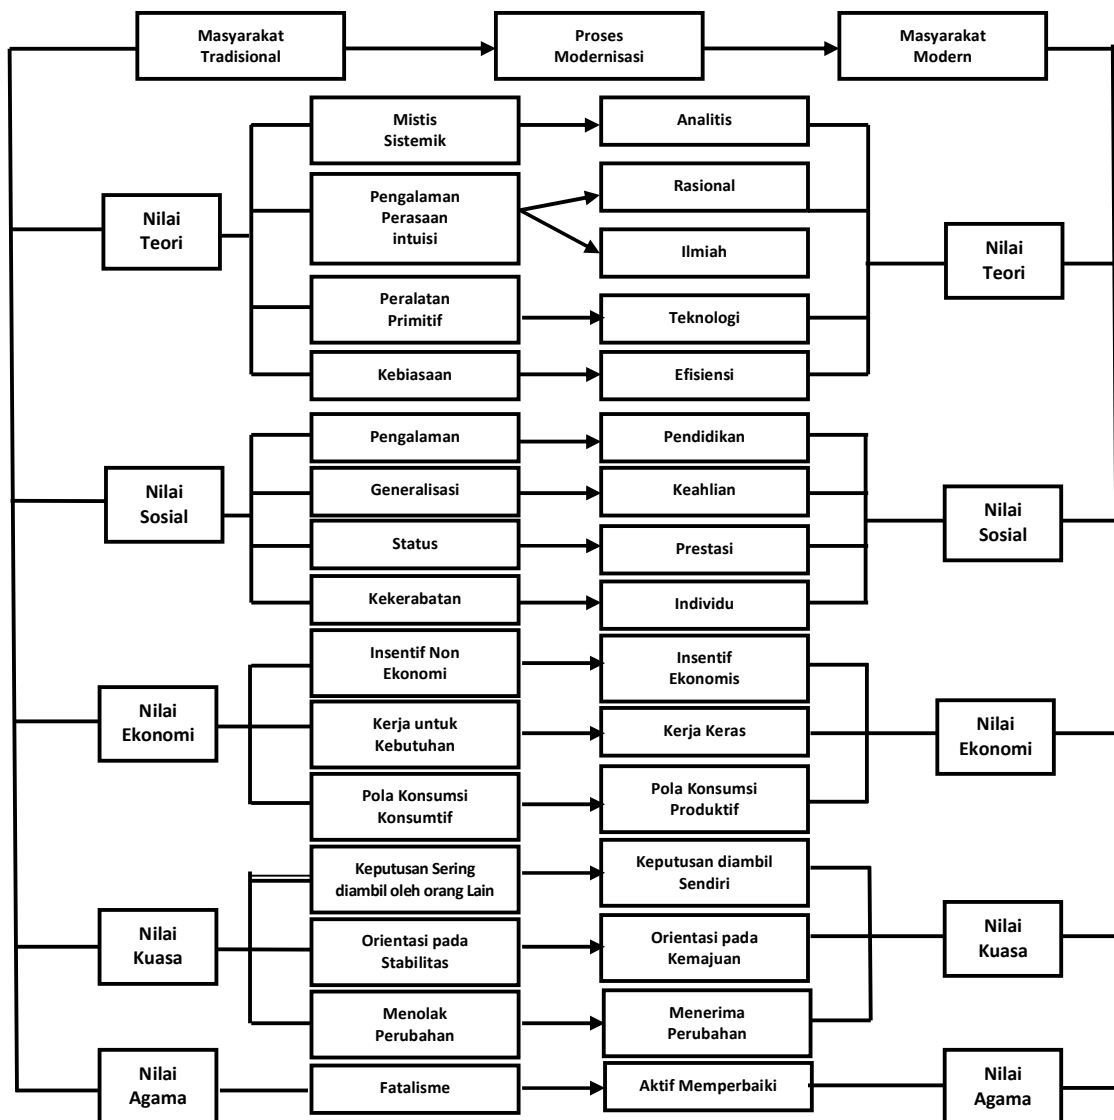 Masyarakat
Tradisional
Proses
Modernisasi
Masyarakat
Modern
Nilai
Teori
Mistis
Sistemik
Analitis
Pengalaman
Perasaan
intuisi
Rasional
Ilmiah
Peralatan
Primitif
Teknologi
Kebiasaan
Efisiensi
Nilai
Teori
Nilai
Sosial
Pengalaman
Pendidikan
Generalisasi
Keahlian
Status
Prestasi
Kekerabatan
Individu
Nilai
Sosial
Nilai
Ekonomi
Insentif Non
Ekonomi
Insentif
Ekonomis
Kerja untuk
Kebutuhan
Kerja Keras
Pola Konsumsi
Konsumtif
Pola Konsumsi
Produktif
Nilai
Ekonomi
Nilai
Kuasa
Keputusan Sering
diambil oleh orang Lain
Keputusan diambil
Sendiri
Orientasi pada
Stabilitas
Orientasi pada
Kemajuan
Menolak
Perubahan
Menerima
Perubahan
Nilai
Kuasa
Nilai
Agama
Fatalisme
Aktif Memperbaiki
Nilai
Agama